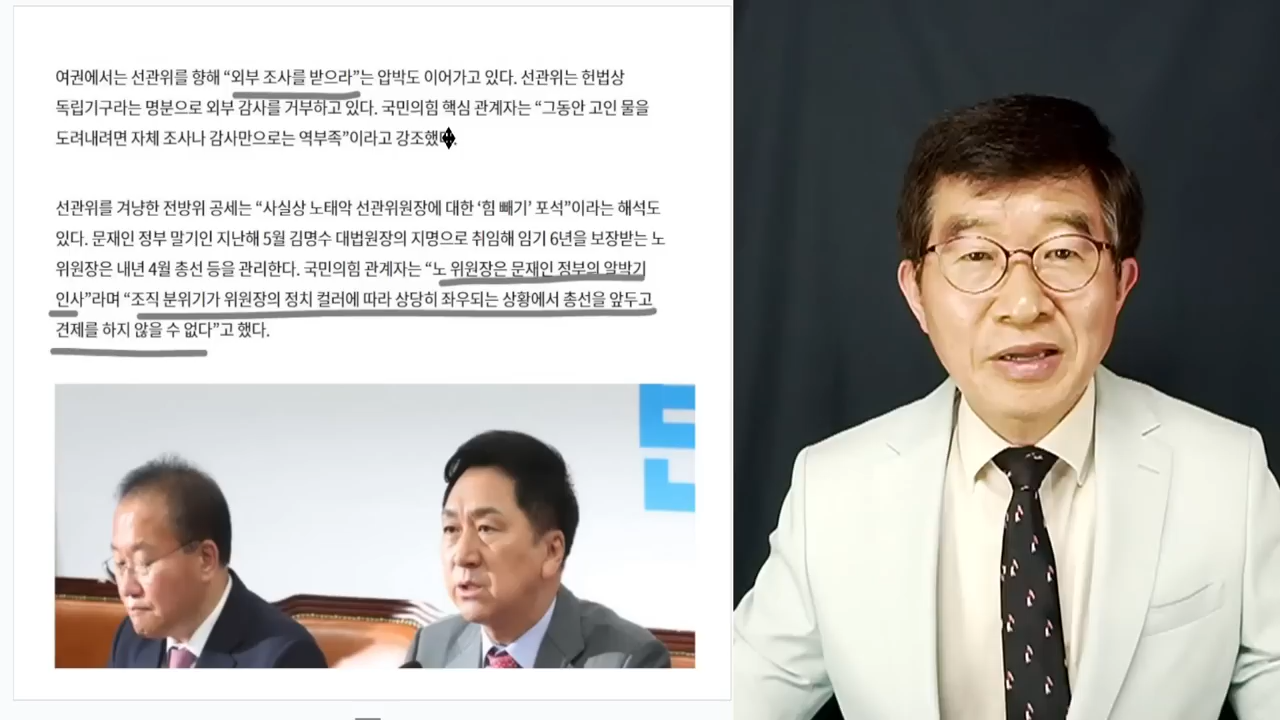 여권에서는 선관위를 향해 “외부 조사를 받으라”는 압박도 이어가고 있다. 선관위는 헌법상
독립기구라는 명분으로 외부 감사를 거부하고 있다. 국민의힘 핵심 관계자는 “그동안 고인 물을
도려내려면 자체 조사나 감사만으로는 역부족”이라고 강조했다.
선관위를 겨냥한 전방위 공세는 “사실상 노태악 선관위원장에 대한 ‘힘 빼기’ 포석”이라는 해석도
있다. 문재인 정부 말기인 지난해 5월 김명수 대법원장의 지명으로 취임해 임기 6년을 보장받는 노
위원장은 내년 4월 총선 등을 관리한다. 국민의힘 관계자는 “노 위원장은 문재인 정부의 알박기
인사”라며 “조직 분위기가 위원장의 정치 컬러에 따라 상당히 좌우되는 상황에서 총선을 앞두고
견제를 하지 않을 수 없다”고 했다.